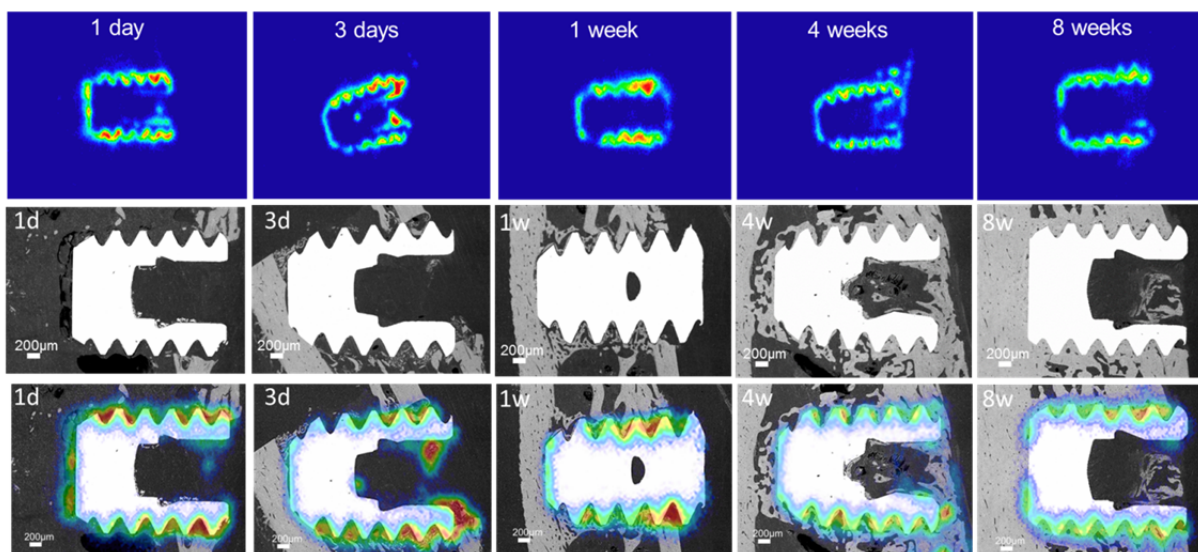 1 day
3 days
1 week
4 weeks
8 weeks
1d
3d
1w
4w
8w
200µm
200µm
200µm
200µm
200µm
1d
3d
1w
4w
8w
200µm
200µm
200µm
200µm
200µm